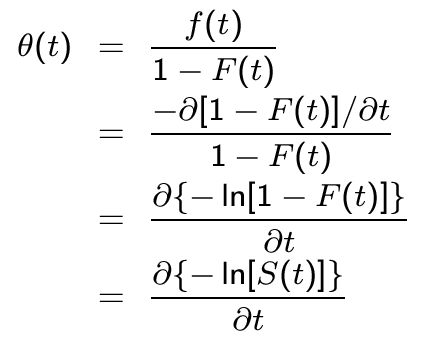 θ(t) = f(t) / 1 − F(t)
= −∂[1 − F(t)]/∂t / 1 − F(t)
= ∂{− ln[1 − F(t)]} / ∂t
= ∂{− ln[S(t)]} / ∂t